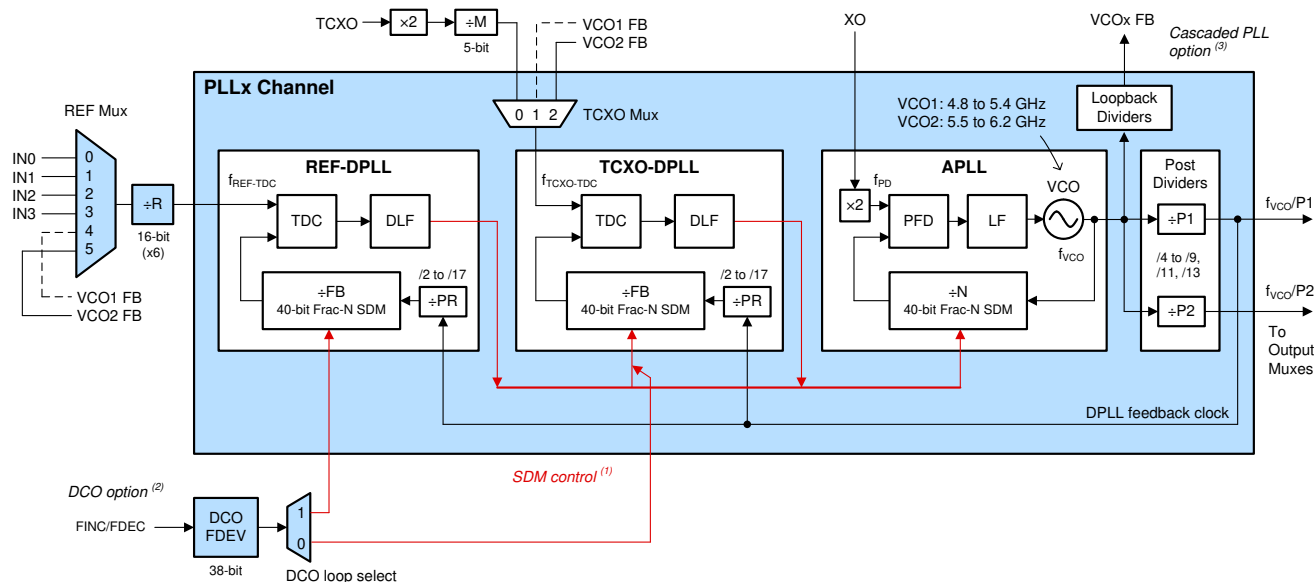 TCXO
×2
÷M
5-bit
VCO1 FB
VCO2 FB
XO
VCOx FB
Cascaded PLL
option (3)
PLLx Channel
REF Mux
0 1 2
TCXO Mux
VCO1: 4.8 to 5.4 GHz
VCO2: 5.5 to 6.2 GHz
Loopback
Dividers
IN0
IN1
IN2
IN3
0
1
2
3
4
5
÷R
16-bit
(x6)
VCO1 FB
VCO2 FB
REF-DPLL
fREF-TDC
TDC
DLF
÷FB
40-bit Frac-N SDM
/2 to /17
÷PR
TCXO-DPLL
fTCXO-TDC
TDC
DLF
÷FB
40-bit Frac-N SDM
/2 to /17
÷PR
APLL
×2
fPD
PFD
LF
VCO
fVCO
÷N
40-bit Frac-N SDM
Post
Dividers
÷P1
/4 to /9,
/11, /13
÷P2
fVCO/P1
fVCO/P2
To
Output
Muxes
DPLL feedback clock
SDM control (1)
DCO option (2)
FINC/FDEC
DCO
FDEV
38-bit
1
0
DCO loop select